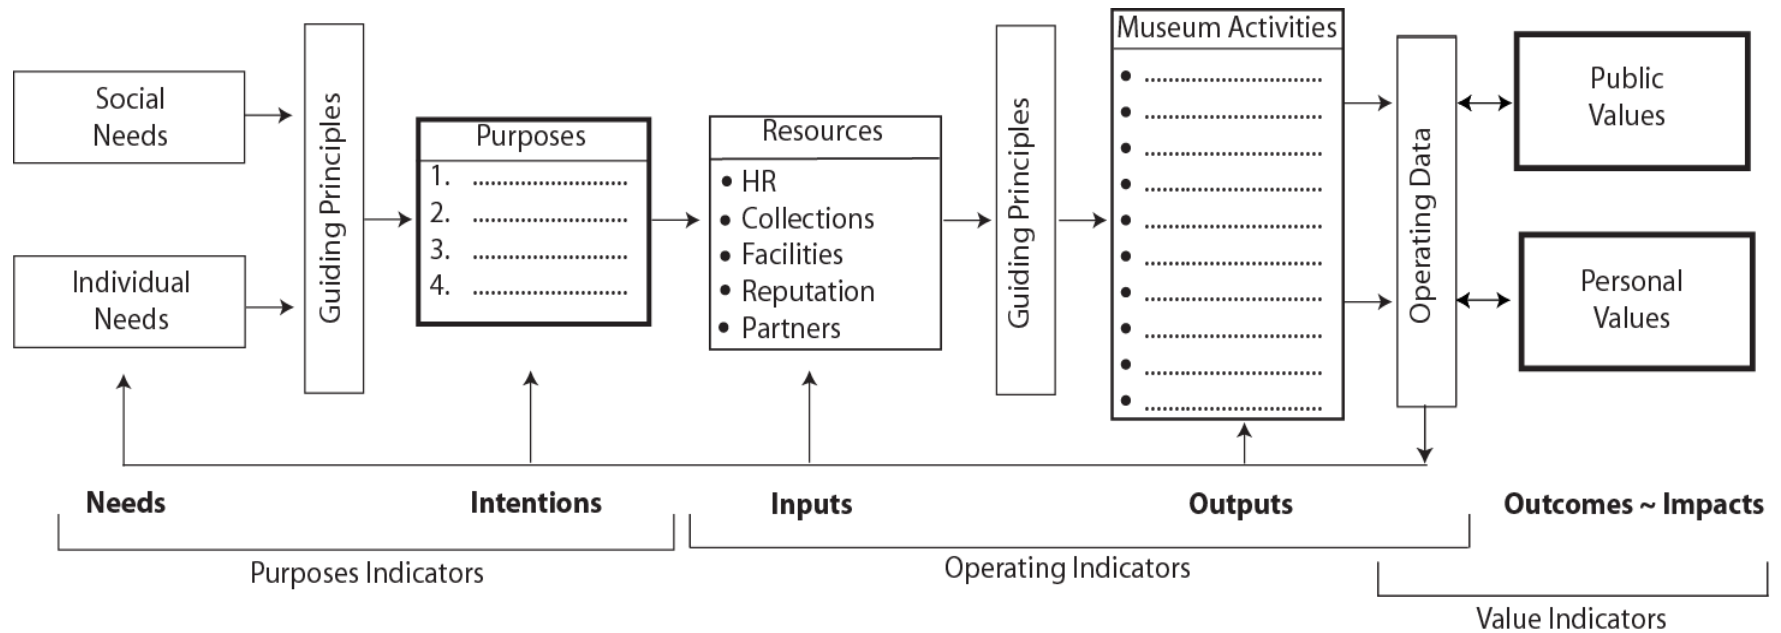 Social
Needs
Individual
Needs
Guiding Principles
Purposes
1. ............................
2. ............................
3. ............................
4. ............................
Resources
• HR
• Collections
• Facilities
• Reputation
• Partners
Guiding Principles
Museum Activities
• ................................
• ................................
• ................................
• ................................
• ................................
• ................................
• ................................
• ................................
• ................................
• ................................
Operating Data
Public
Values
Personal
Values
Needs
Intentions
Inputs
Outputs
Outcomes ~ Impacts
Purposes Indicators
Operating Indicators
Value Indicators